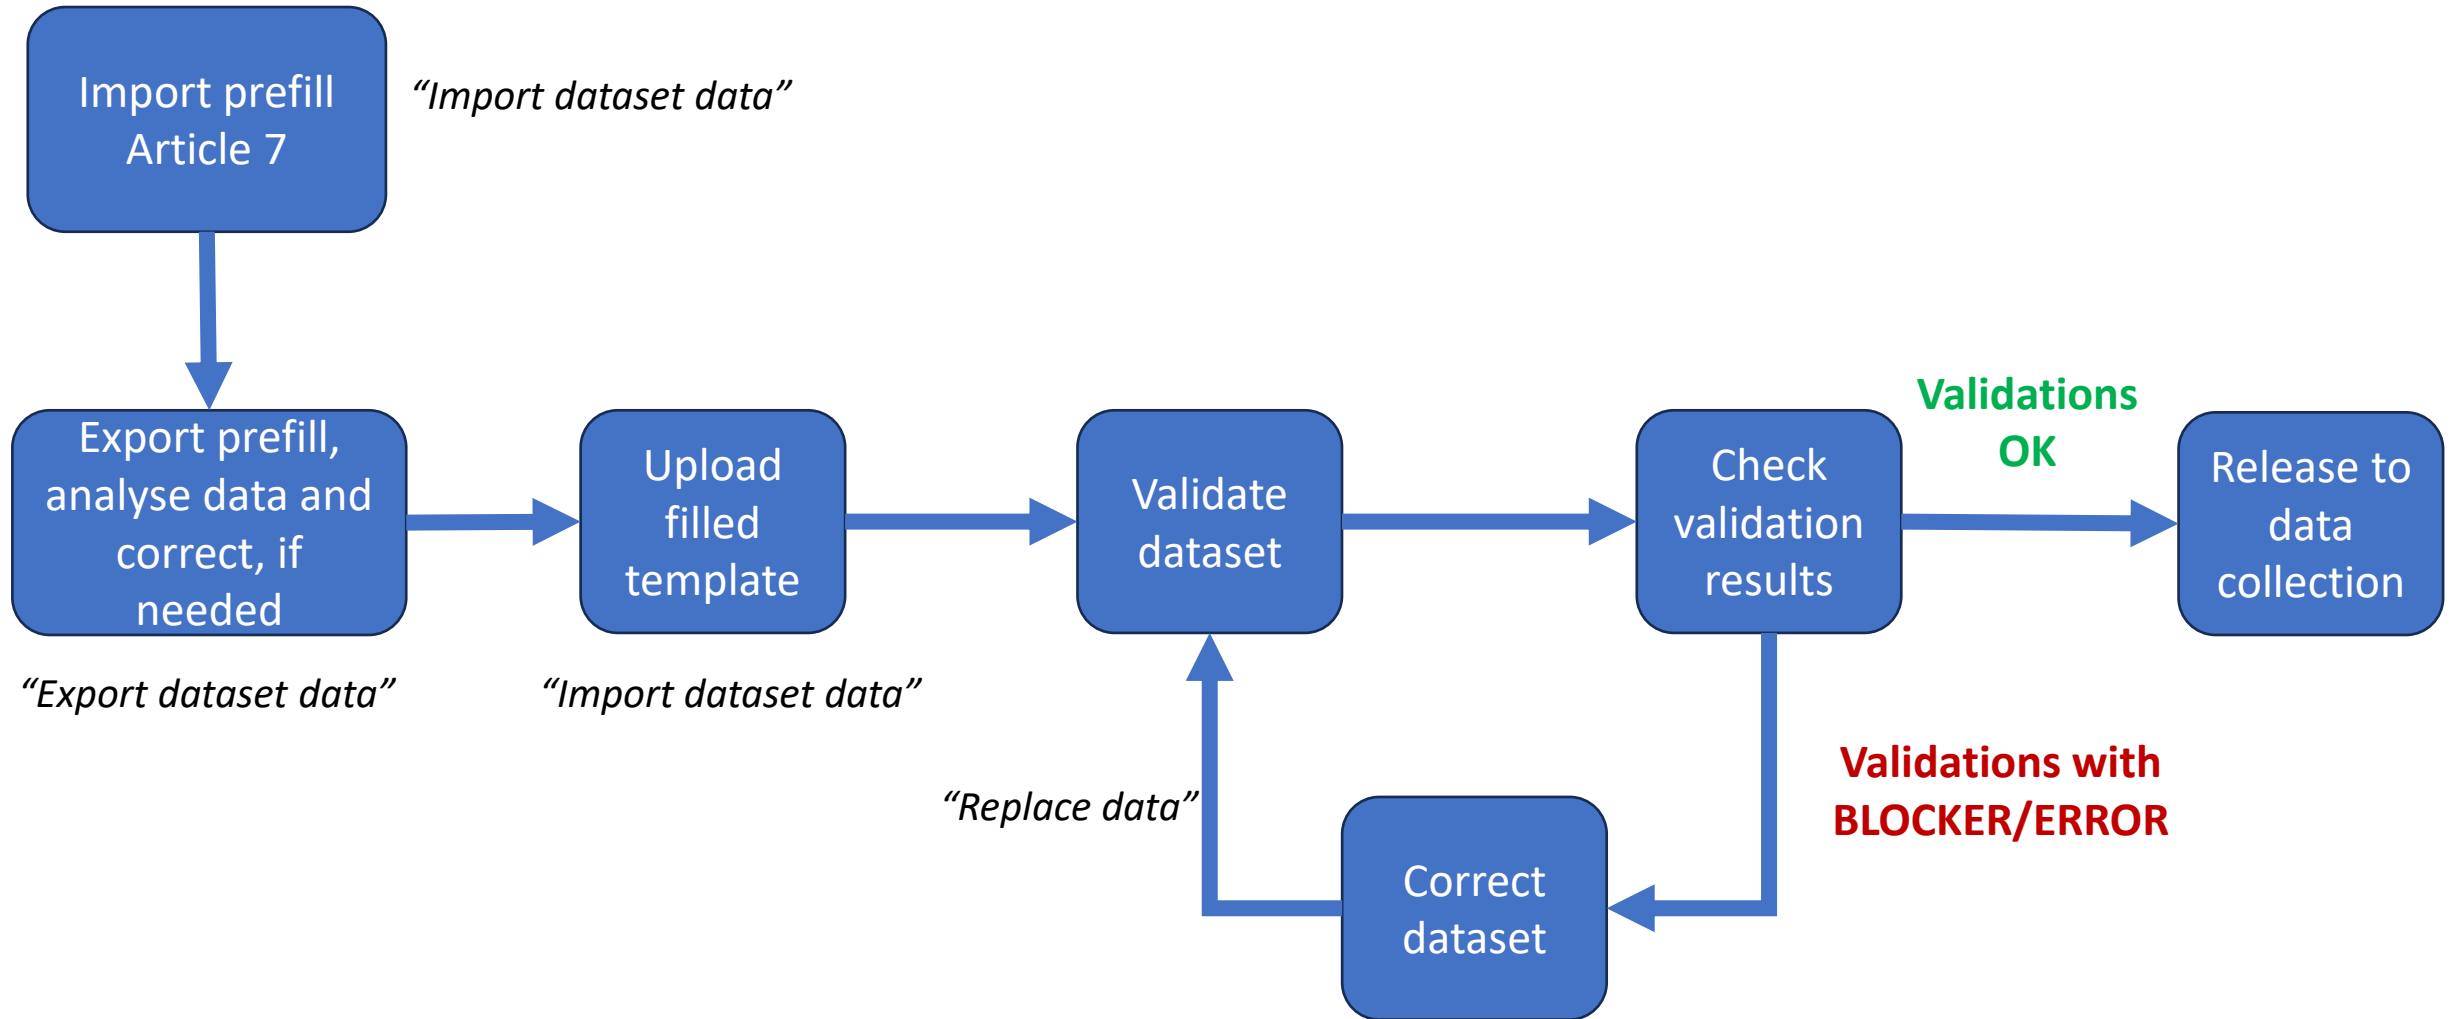 Import prefill
Article 7
“Import dataset data”
Export prefill,
analyse data and
correct, if
needed
“Export dataset data”
Upload
filled
template
“Import dataset data”
Validate
dataset
Check
validation
results
Validations
OK
Release to
data
collection
Validations with
BLOCKER/ERROR
Correct
dataset
“Replace data”